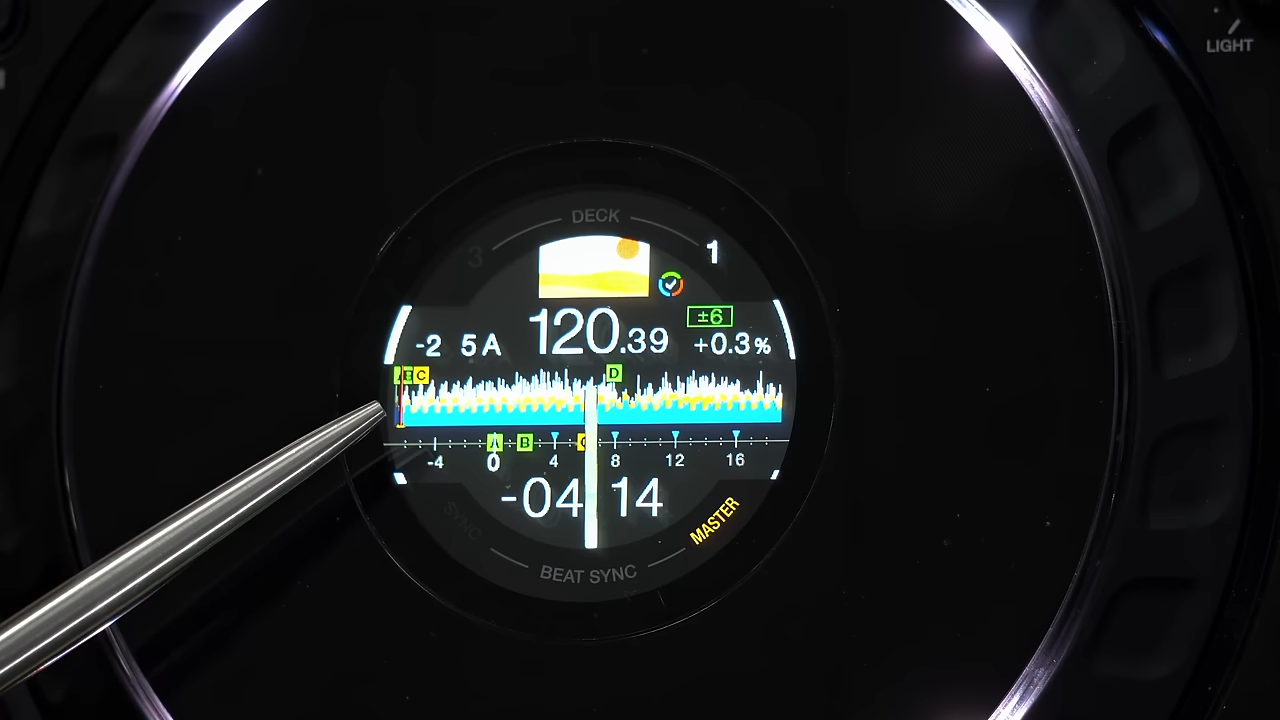 LIGHT
DECK
3
1
±6
-2 5A 120.39 +0.3%
C D
A B
-4 0 4 8 12 16
-04 14
SYNC
MASTER
BEAT SYNC